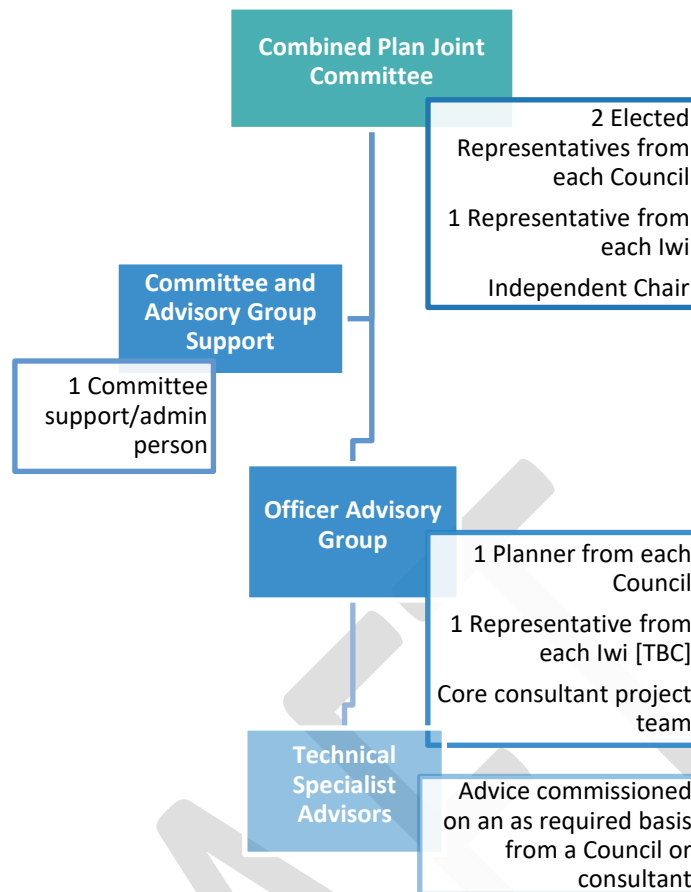 Combined Plan Joint
Committee
2 Elected
Representatives from
each Council
1 Representative from
each Iwi
Independent Chair
Committee and
Advisory Group
Support
1 Committee
support/admin
person
Officer Advisory
Group
1 Planner from each
Council
1 Representative from
each Iwi [TBC]
Core consultant project
team
Technical
Specialist
Advisors
Advice commissioned
on an as required basis
from a Council or
consultant